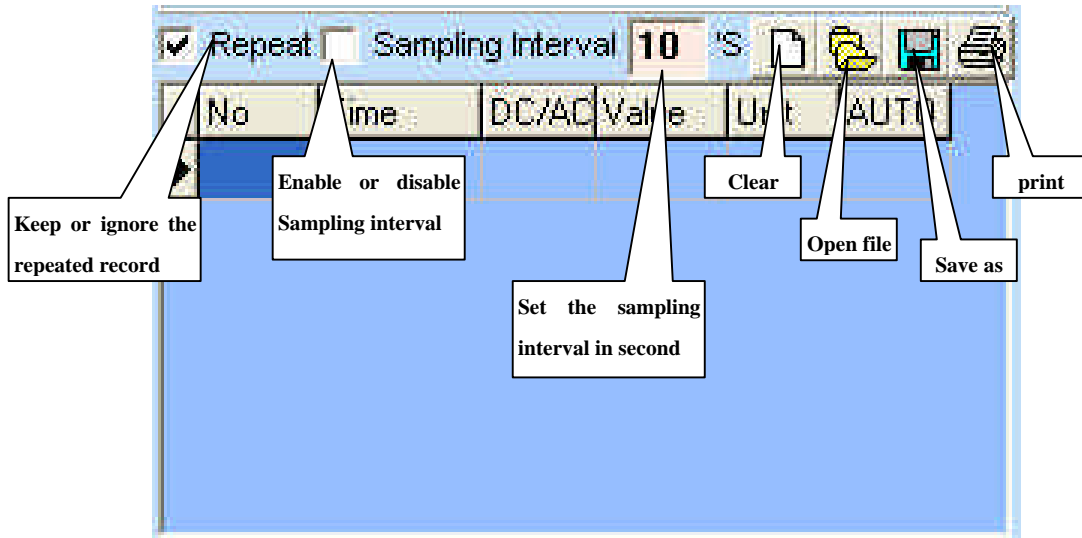 Repeat Sampling Interval 10 'S
No Time DC/AC Value Unit AUTO
Enable or disable
Sampling interval
Clear
print
Keep or ignore the
repeated record
Open file
Save as
Set the sampling
interval in second